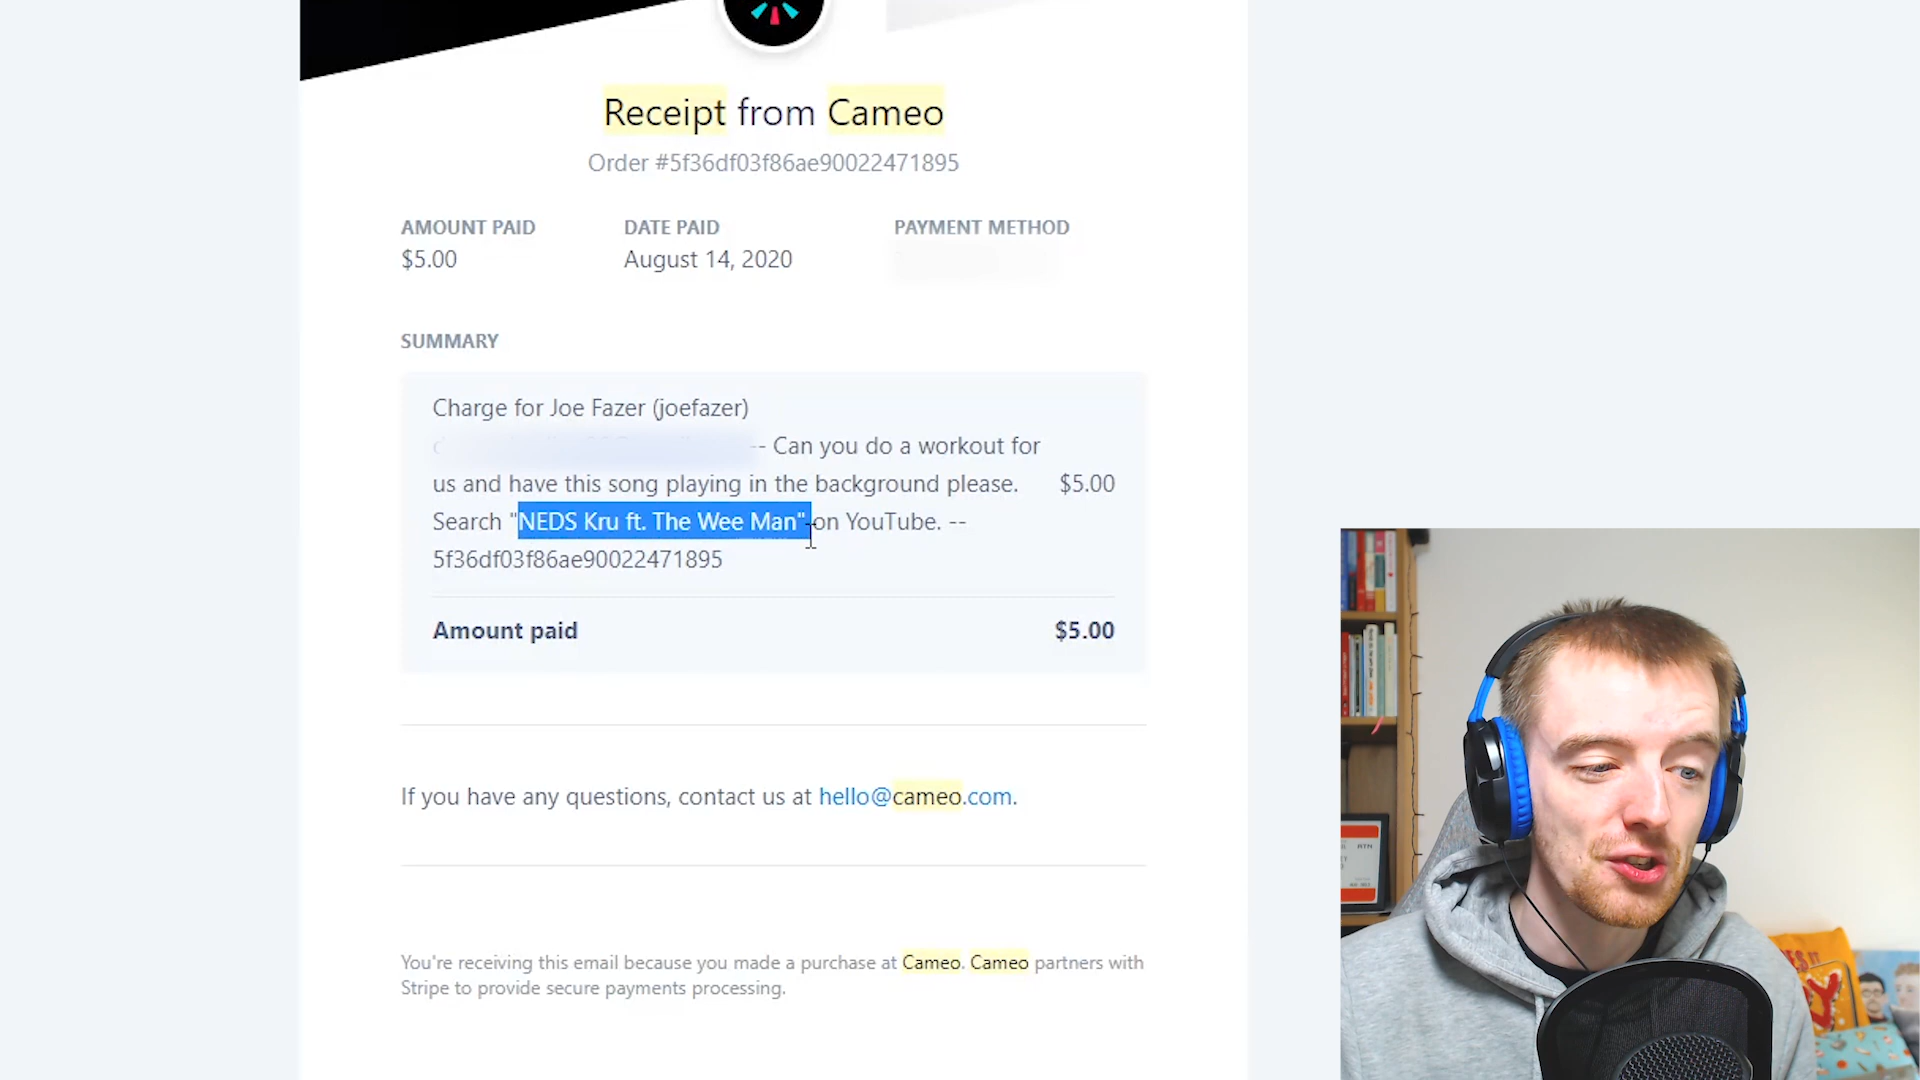 Receipt from Cameo
Order #5f36df03f86ae90022471895
AMOUNT PAID DATE PAID PAYMENT METHOD
$5.00 August 14, 2020
SUMMARY
Charge for Joe Fazer (joefazer)
-- Can you do a workout for
us and have this song playing in the background please. $5.00
Search "NEDS Kru ft. The Wee Man" on YouTube. --
5f36df03f86ae90022471895
Amount paid $5.00
If you have any questions, contact us at hello@cameo.com.
You're receiving this email because you made a purchase at Cameo. Cameo partners with
Stripe to provide secure payments processing.